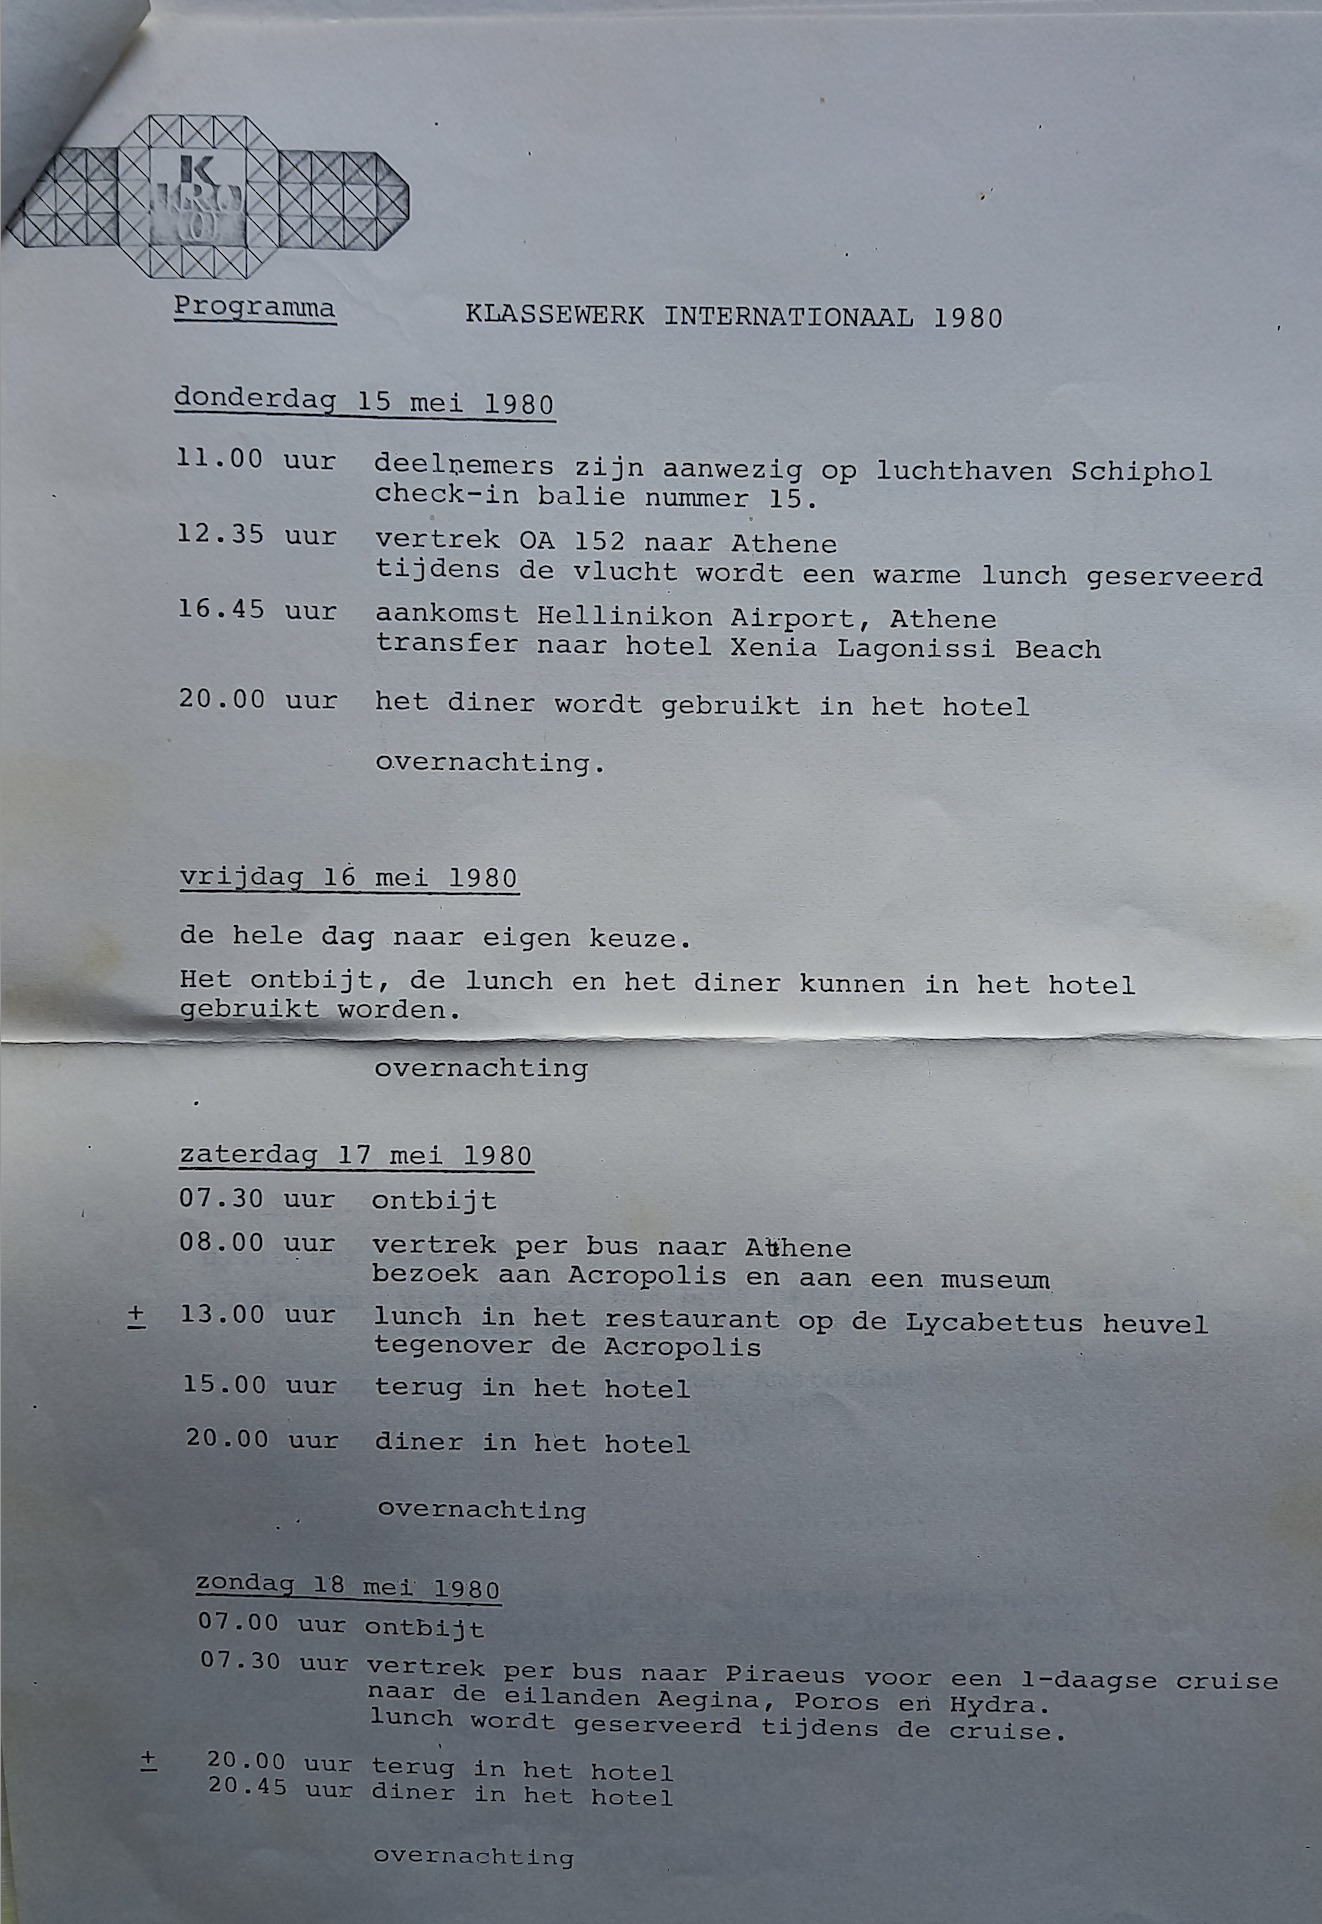 K
KRO
Programma KLASSEWERK INTERNATIONAAL 1980
donderdag 15 mei 1980
11.00 uur deelnemers zijn aanwezig op luchthaven Schiphol
check-in balie nummer 15.
12.35 uur vertrek OA 152 naar Athene
tijdens de vlucht wordt een warme lunch geserveerd
16.45 uur aankomst Hellinikon Airport, Athene
transfer naar hotel Xenia Lagonissi Beach
20.00 uur het diner wordt gebruikt in het hotel
overnachting.
vrijdag 16 mei 1980
de hele dag naar eigen keuze.
Het ontbijt, de lunch en het diner kunnen in het hotel
gebruikt worden.
overnachting
zaterdag 17 mei 1980
07.30 uur ontbijt
08.00 uur vertrek per bus naar Athene
bezoek aan Acropolis en aan een museum
± 13.00 uur lunch in het restaurant op de Lycabettus heuvel
tegenover de Acropolis
15.00 uur terug in het hotel
20.00 uur diner in het hotel
overnachting
zondag 18 mei 1980
07.00 uur ontbijt
07.30 uur vertrek per bus naar Piraeus voor een 1-daagse cruise
naar de eilanden Aegina, Poros en Hydra.
lunch wordt geserveerd tijdens de cruise.
± 20.00 uur terug in het hotel
20.45 uur diner in het hotel
overnachting